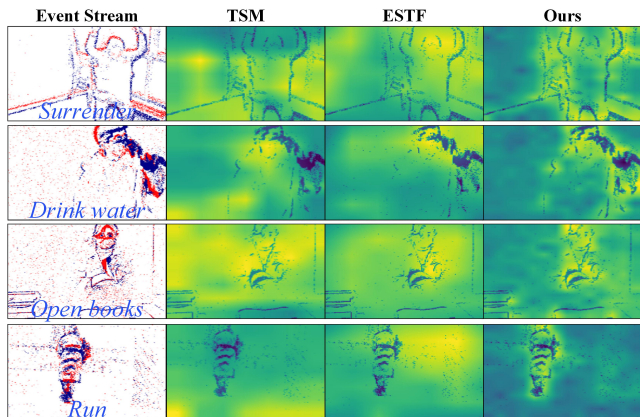 Event Stream TSM ESTF Ours
Surrender
Drink water
Open books
Run